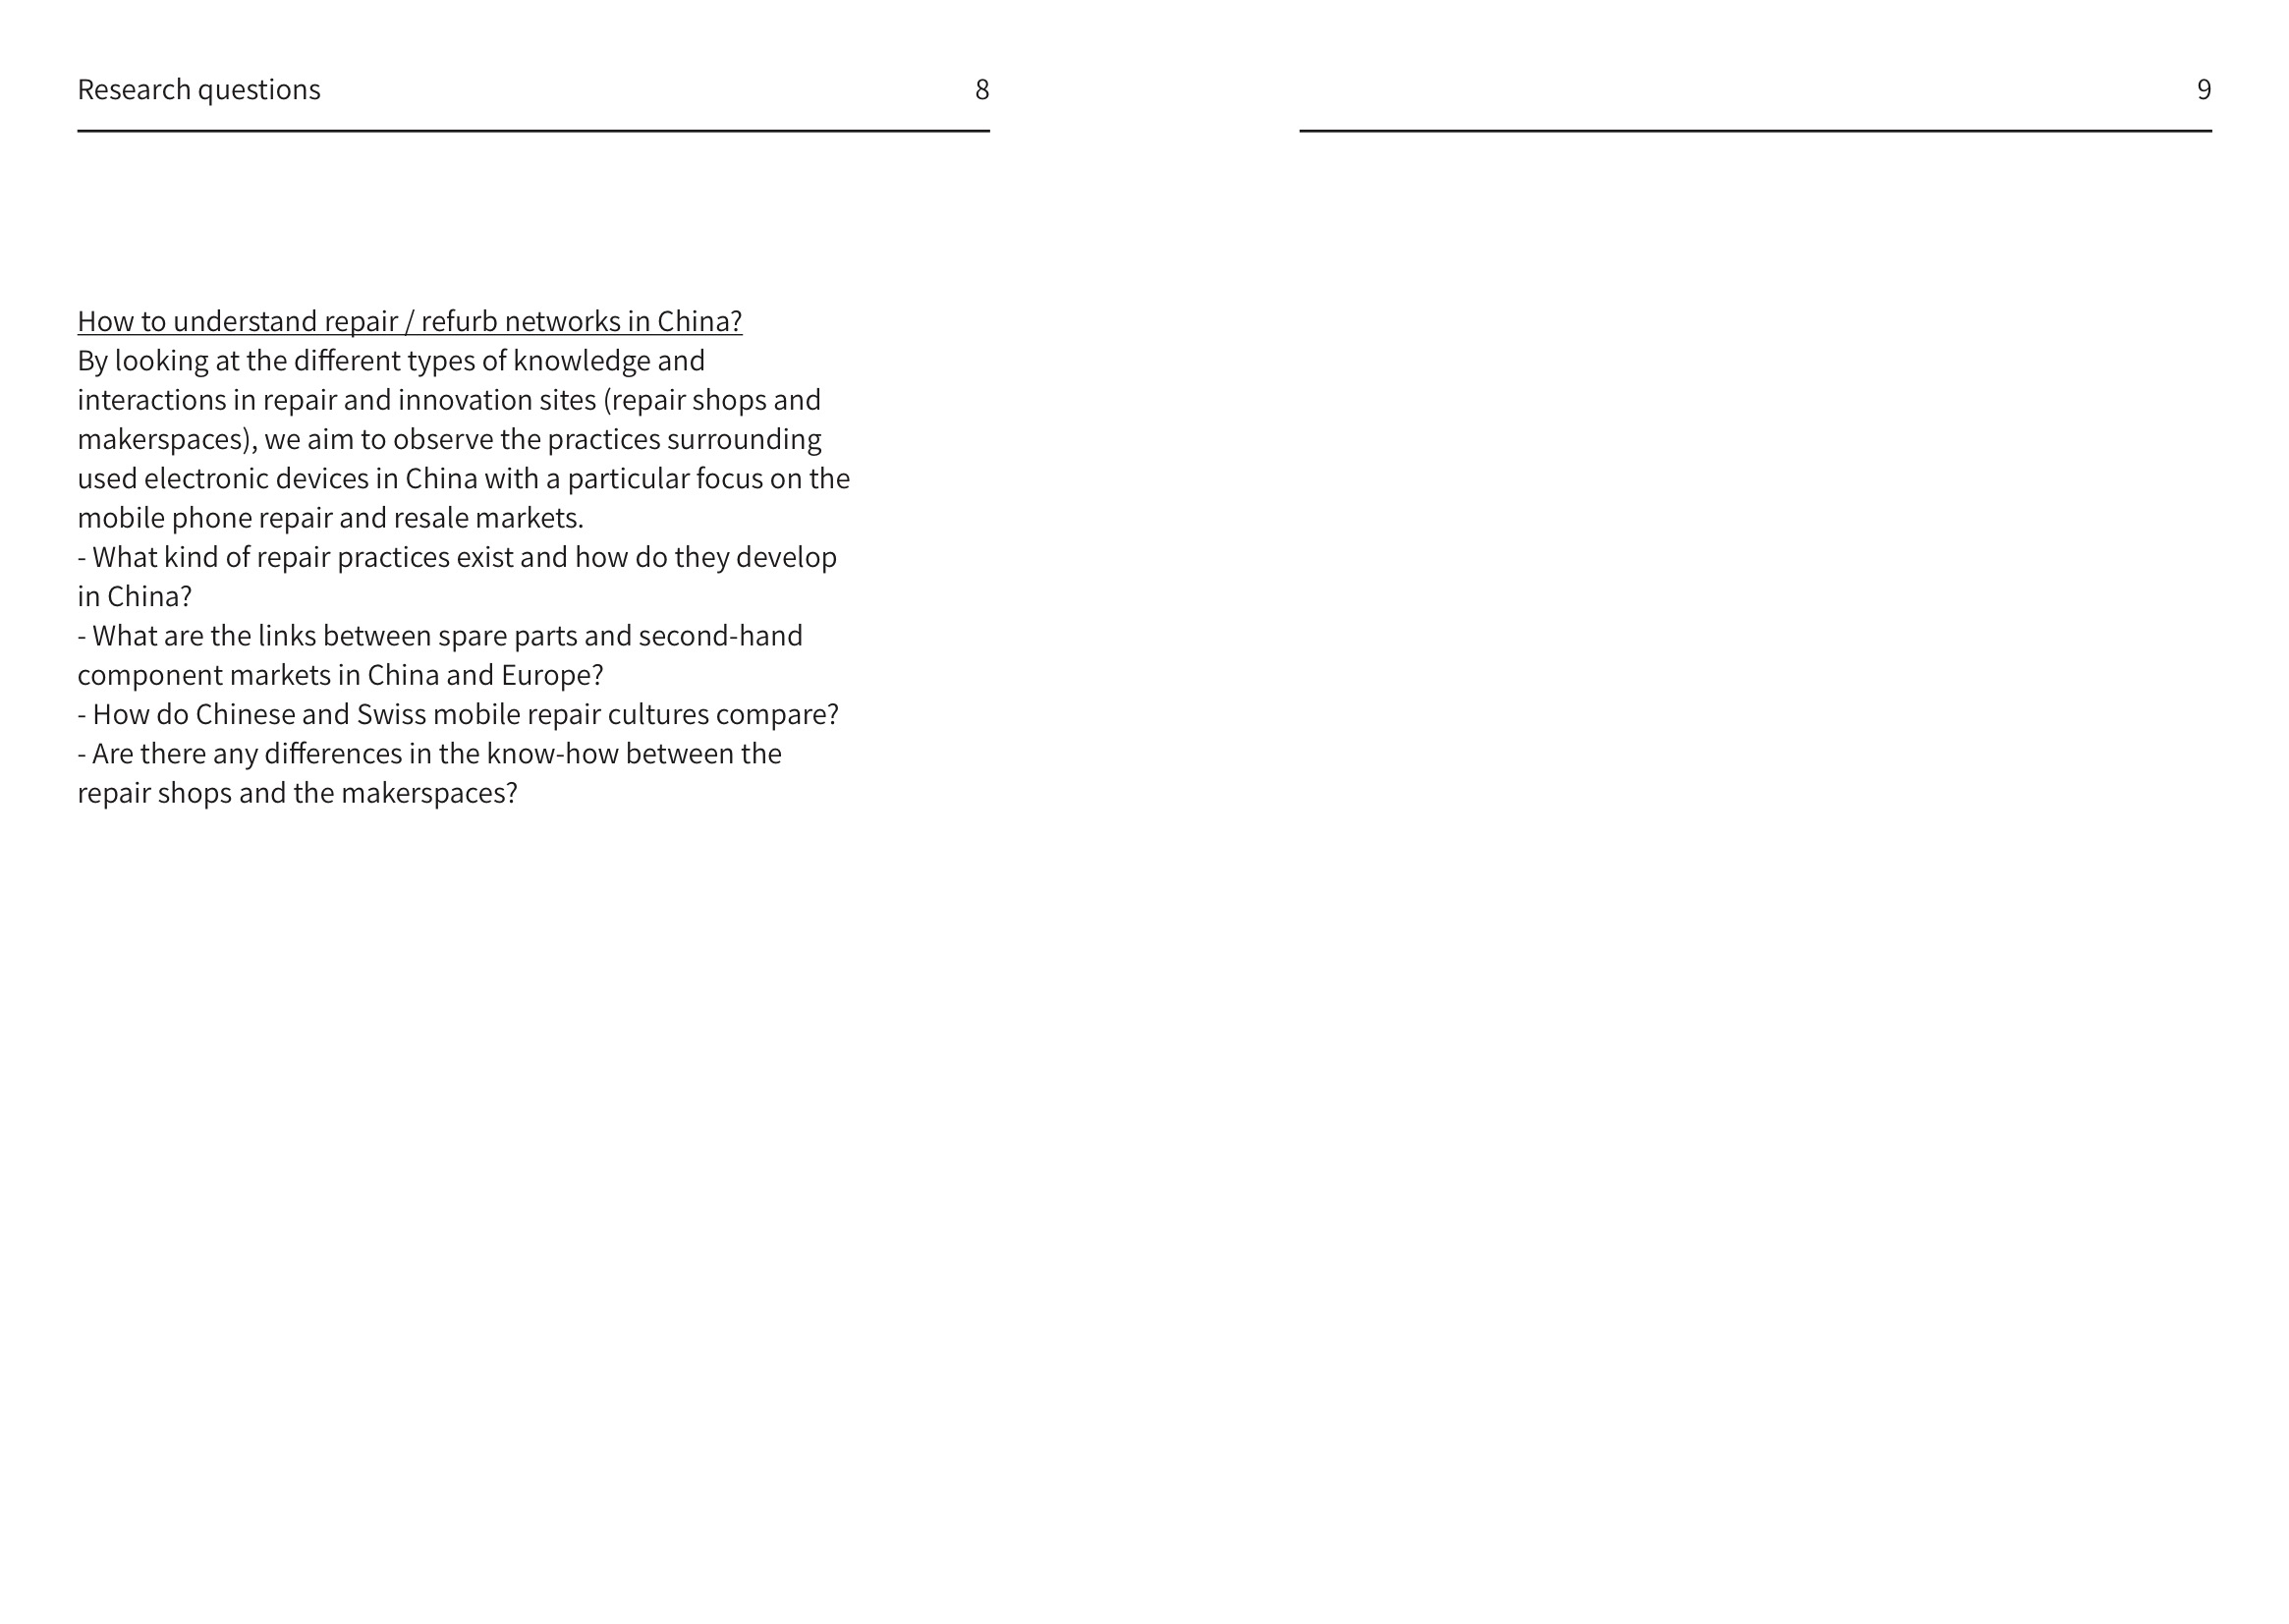 Research questions
8
9
How to understand repair / refurb networks in China?
By looking at the different types of knowledge and
interactions in repair and innovation sites (repair shops and
makerspaces), we aim to observe the practices surrounding
used electronic devices in China with a particular focus on the
mobile phone repair and resale markets.
- What kind of repair practices exist and how do they develop
in China?
- What are the links between spare parts and second-hand
component markets in China and Europe?
- How do Chinese and Swiss mobile repair cultures compare?
- Are there any differences in the know-how between the
repair shops and the makerspaces?